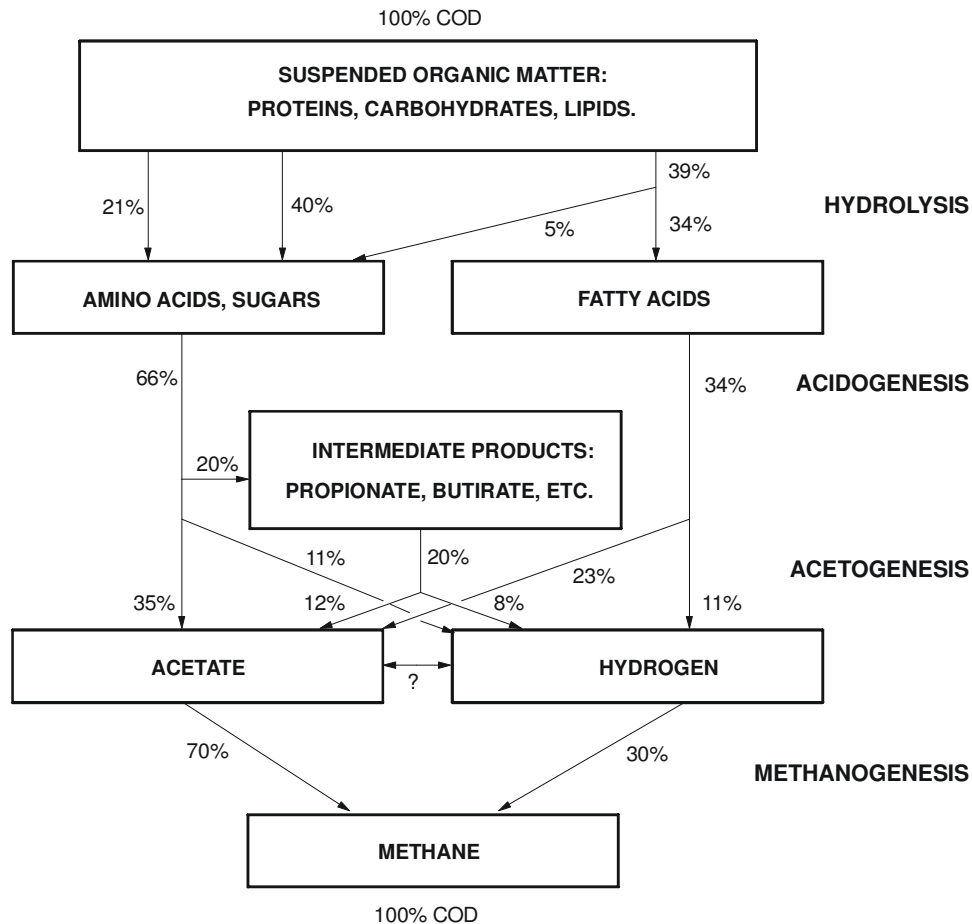 100% COD
SUSPENDED ORGANIC MATTER:
PROTEINS, CARBOHYDRATES, LIPIDS.
39%
21%
40%
HYDROLYSIS
5%
34%
AMINO ACIDS, SUGARS
FATTY ACIDS
66%
34%
ACIDOGENESIS
INTERMEDIATE PRODUCTS:
20%
PROPIONATE, BUTIRATE, ETC.
11%
20%
23%
ACETOGENESIS
35%
12%
8%
11%
ACETATE
HYDROGEN
?
70%
30%
METHANOGENESIS
METHANE
100% COD